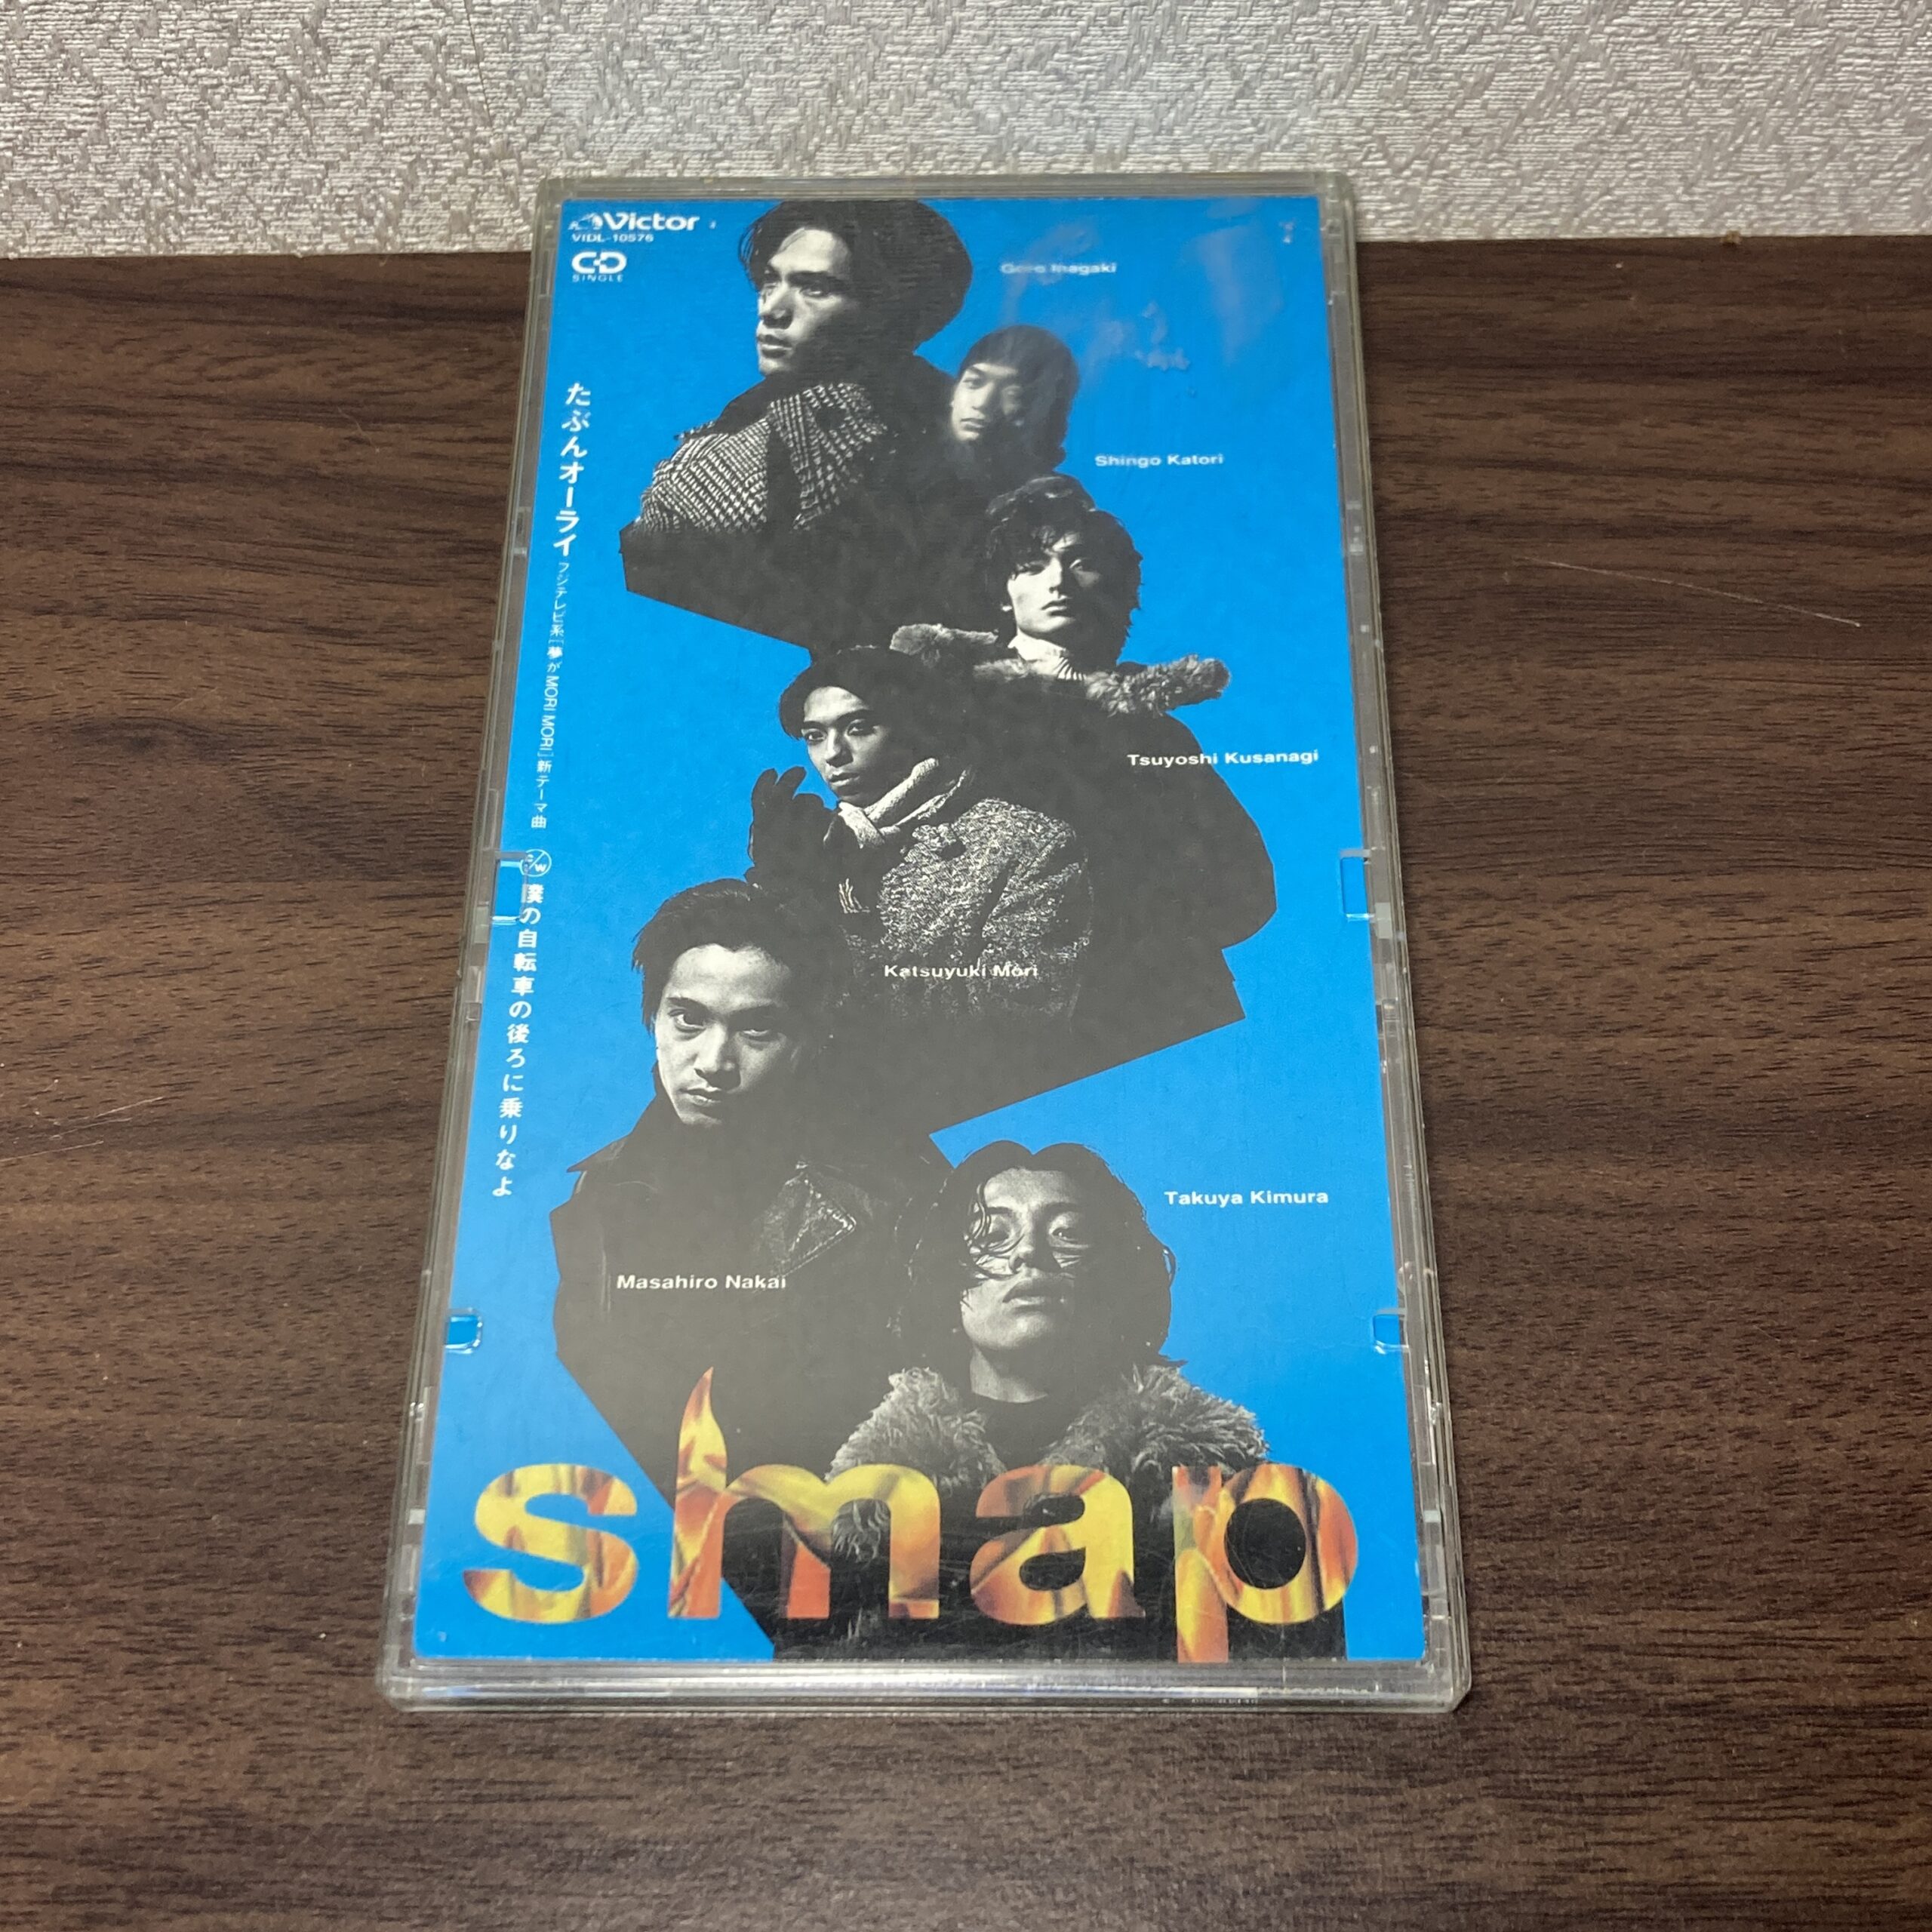 Victor
VIDL-10576
CD
SINGLE
Goro Inagaki
Shingo Katori
Tsuyoshi Kusanagi
Katsuyuki Mori
Takuya Kimura
Masahiro Nakai
たぶんオーライ フジテレビ系「夢がMORI MORI」新テーマ曲
c/w 僕の自転車の後ろに乗りなよ
smap